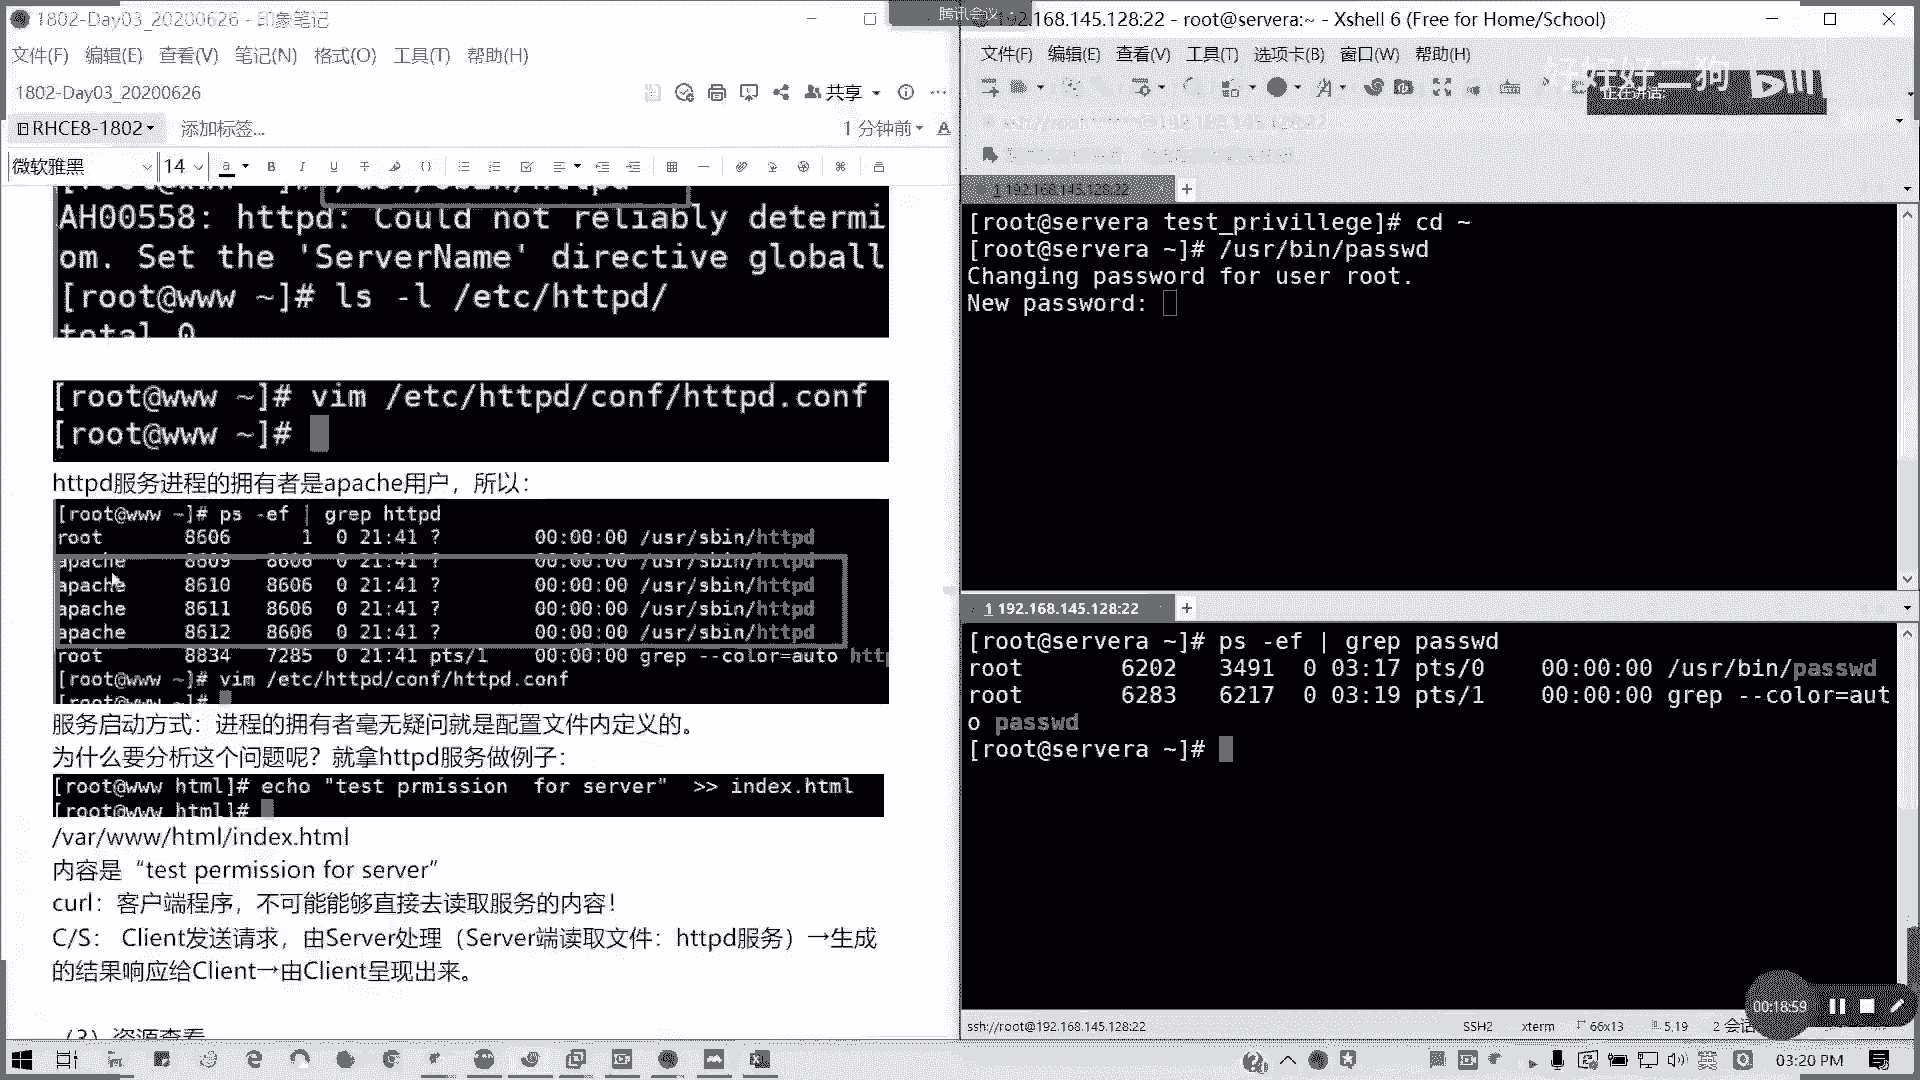 1802-Day03_20200626 - 印象笔记
文件(F) 编辑(E) 查看(V) 笔记(N) 格式(O) 工具(T) 帮助(H)
1802-Day03_20200626
共享
RHCE8-1802
添加标签...
1 分钟前
微软雅黑
14
AH00558: httpd: Could not reliably determi
om. Set the 'ServerName' directive globall
[root@www ~]# ls -l /etc/httpd/
total 0
[root@www ~]# vim /etc/httpd/conf/httpd.conf
[root@www ~]#
httpd服务进程的拥有者是apache用户，所以：
[root@www ~]# ps -ef | grep httpd
root 8606 1 0 21:41 ? 00:00:00 /usr/sbin/httpd
apache 8609 8606 0 21:41 ? 00:00:00 /usr/sbin/httpd
apache 8610 8606 0 21:41 ? 00:00:00 /usr/sbin/httpd
apache 8611 8606 0 21:41 ? 00:00:00 /usr/sbin/httpd
apache 8612 8606 0 21:41 ? 00:00:00 /usr/sbin/httpd
root 8834 7285 0 21:41 pts/1 00:00:00 grep --color=auto http
[root@www ~]# vim /etc/httpd/conf/httpd.conf
[root@www ~]#
服务启动方式：进程的拥有者毫无疑问就是配置文件内定义的。
为什么要分析这个问题呢？就拿httpd服务做例子：
[root@www html]# echo "test prmission for server" >> index.html
[root@www html]#
/var/www/html/index.html
内容是“test permission for server”
curl：客户端程序，不可能能够直接去读取服务的内容！
C/S： Client发送请求，由Server处理（Server端读取文件：httpd服务）→生成
的结果响应给Client→由Client呈现出来。
（3）资源查看
腾讯会议
192.168.145.128:22 - root@servera:~ - Xshell 6 (Free for Home/School)
文件(F) 编辑(E) 查看(V) 工具(T) 选项卡(B) 窗口(W) 帮助(H)
好好好二狗
正在讲话:
1 192.168.145.128:22
[root@servera test_privillege]# cd ~
[root@servera ~]# /usr/bin/passwd
Changing password for user root.
New password:
1 192.168.145.128:22
[root@servera ~]# ps -ef | grep passwd
root 6202 3491 0 03:17 pts/0 00:00:00 /usr/bin/passwd
root 6283 6217 0 03:19 pts/1 00:00:00 grep --color=aut
o passwd
[root@servera ~]#
00:18:59
ssh://root@192.168.145.128:22 SSH2 xterm 66x13 5,19 2 会话
英
03:20 PM